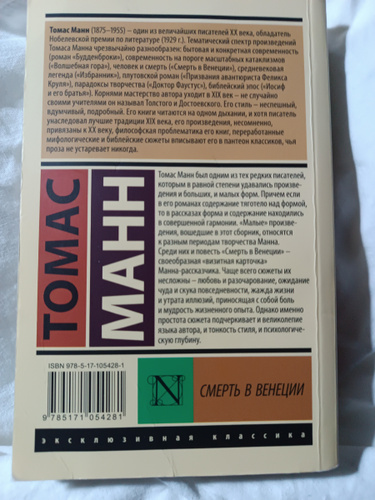 Томас Манн (1875–1955) – один из величайших писателей XX века, обладатель
Нобелевской премии по литературе (1929 г.). Тематический спектр произведений
Томаса Манна чрезвычайно разнообразен: бытовая и конкретная современность
(роман «Будденброки»), современность на пороге масштабных катаклизмов
(«Волшебная гора»), человек и смерть («Смерть в Венеции»), средневековая
легенда («Избранник»), плутовской роман («Признания авантюриста Феликса
Круля»), парадоксы творчества («Доктор Фаустус»), библейский эпос («Иосиф
и его братья»). Корнями мастерство автора уходит в XIX век – не случайно
своими учителями он называл Толстого и Достоевского. Его стиль – неспешный,
вдумчивый, подробный. Его книги читаются на одном дыхании, и хотя писатель
унаследовал лучшие традиции XIX века, его произведения, несомненно,
привязаны к XX веку, философская проблематика его книг, переработанные
мифологические и библейские сюжеты вписывают его в пантеон классиков, чья
проза не устаревает никогда.
ТОМАС
МАНН
Томас Манн был одним из тех редких писателей,
которым в равной степени удавались произведе-
ния и больших, и малых форм. Причем если
в его романах содержание тяготело над формой,
то в рассказах форма и содержание находились
в совершенной гармонии. «Малые» произведения,
вошедшие в этот сборник, относятся
к разным периодам творчества Манна.
Среди них и повесть «Смерть в Венеции» –
своеобразная «визитная карточка»
Манна-рассказчика. Чаще всего сюжеты их
несложны – любовь и разочарование, ожидание
чуда и скука повседневности, жажда жизни
и утрата иллюзий, приносящая с собой боль
и мудрость жизненного опыта. Однако именно
простота сюжета подчеркивает и великолепие
языка автора, и тонкость стиля, и психологиче-
скую глубину.
ISBN 978-5-17-105428-1
9 785171 054281
N
СМЕРТЬ В ВЕНЕЦИИ
эксклюзивная классика